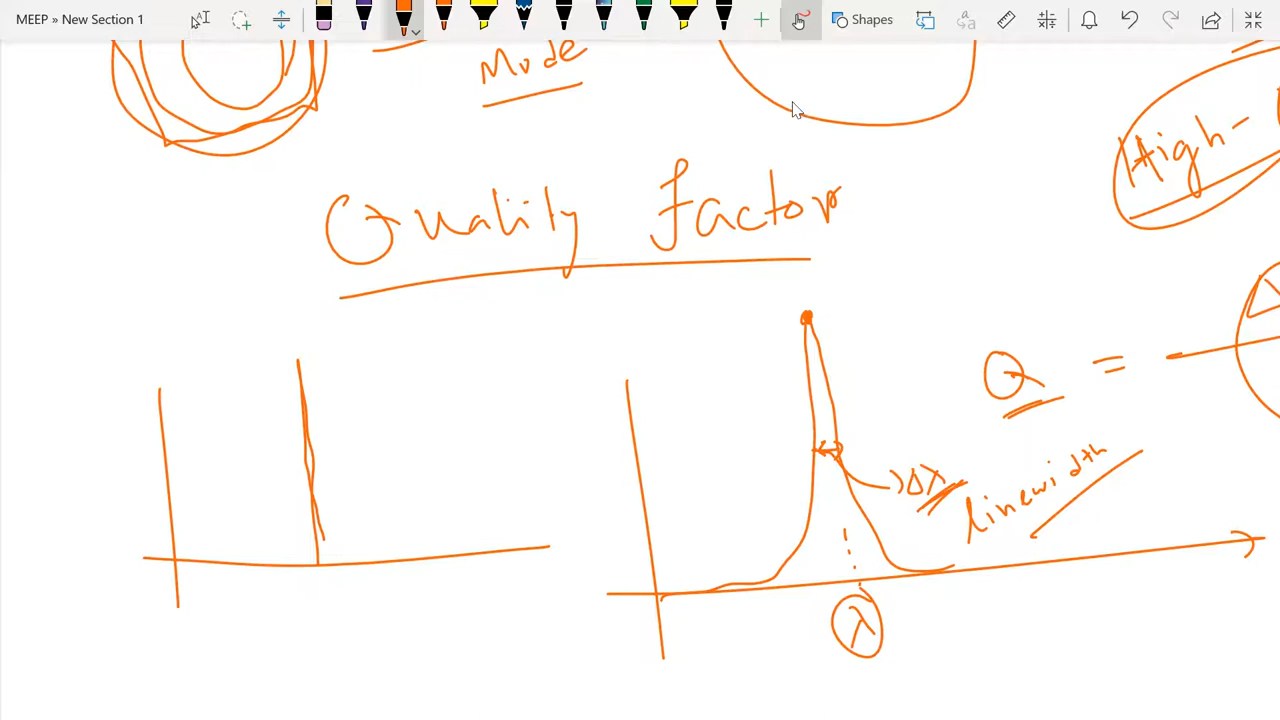 MEEP » New Section 1
Shapes
Mode
High-
Quality factor
Q =
Δλ
linewidth
λ